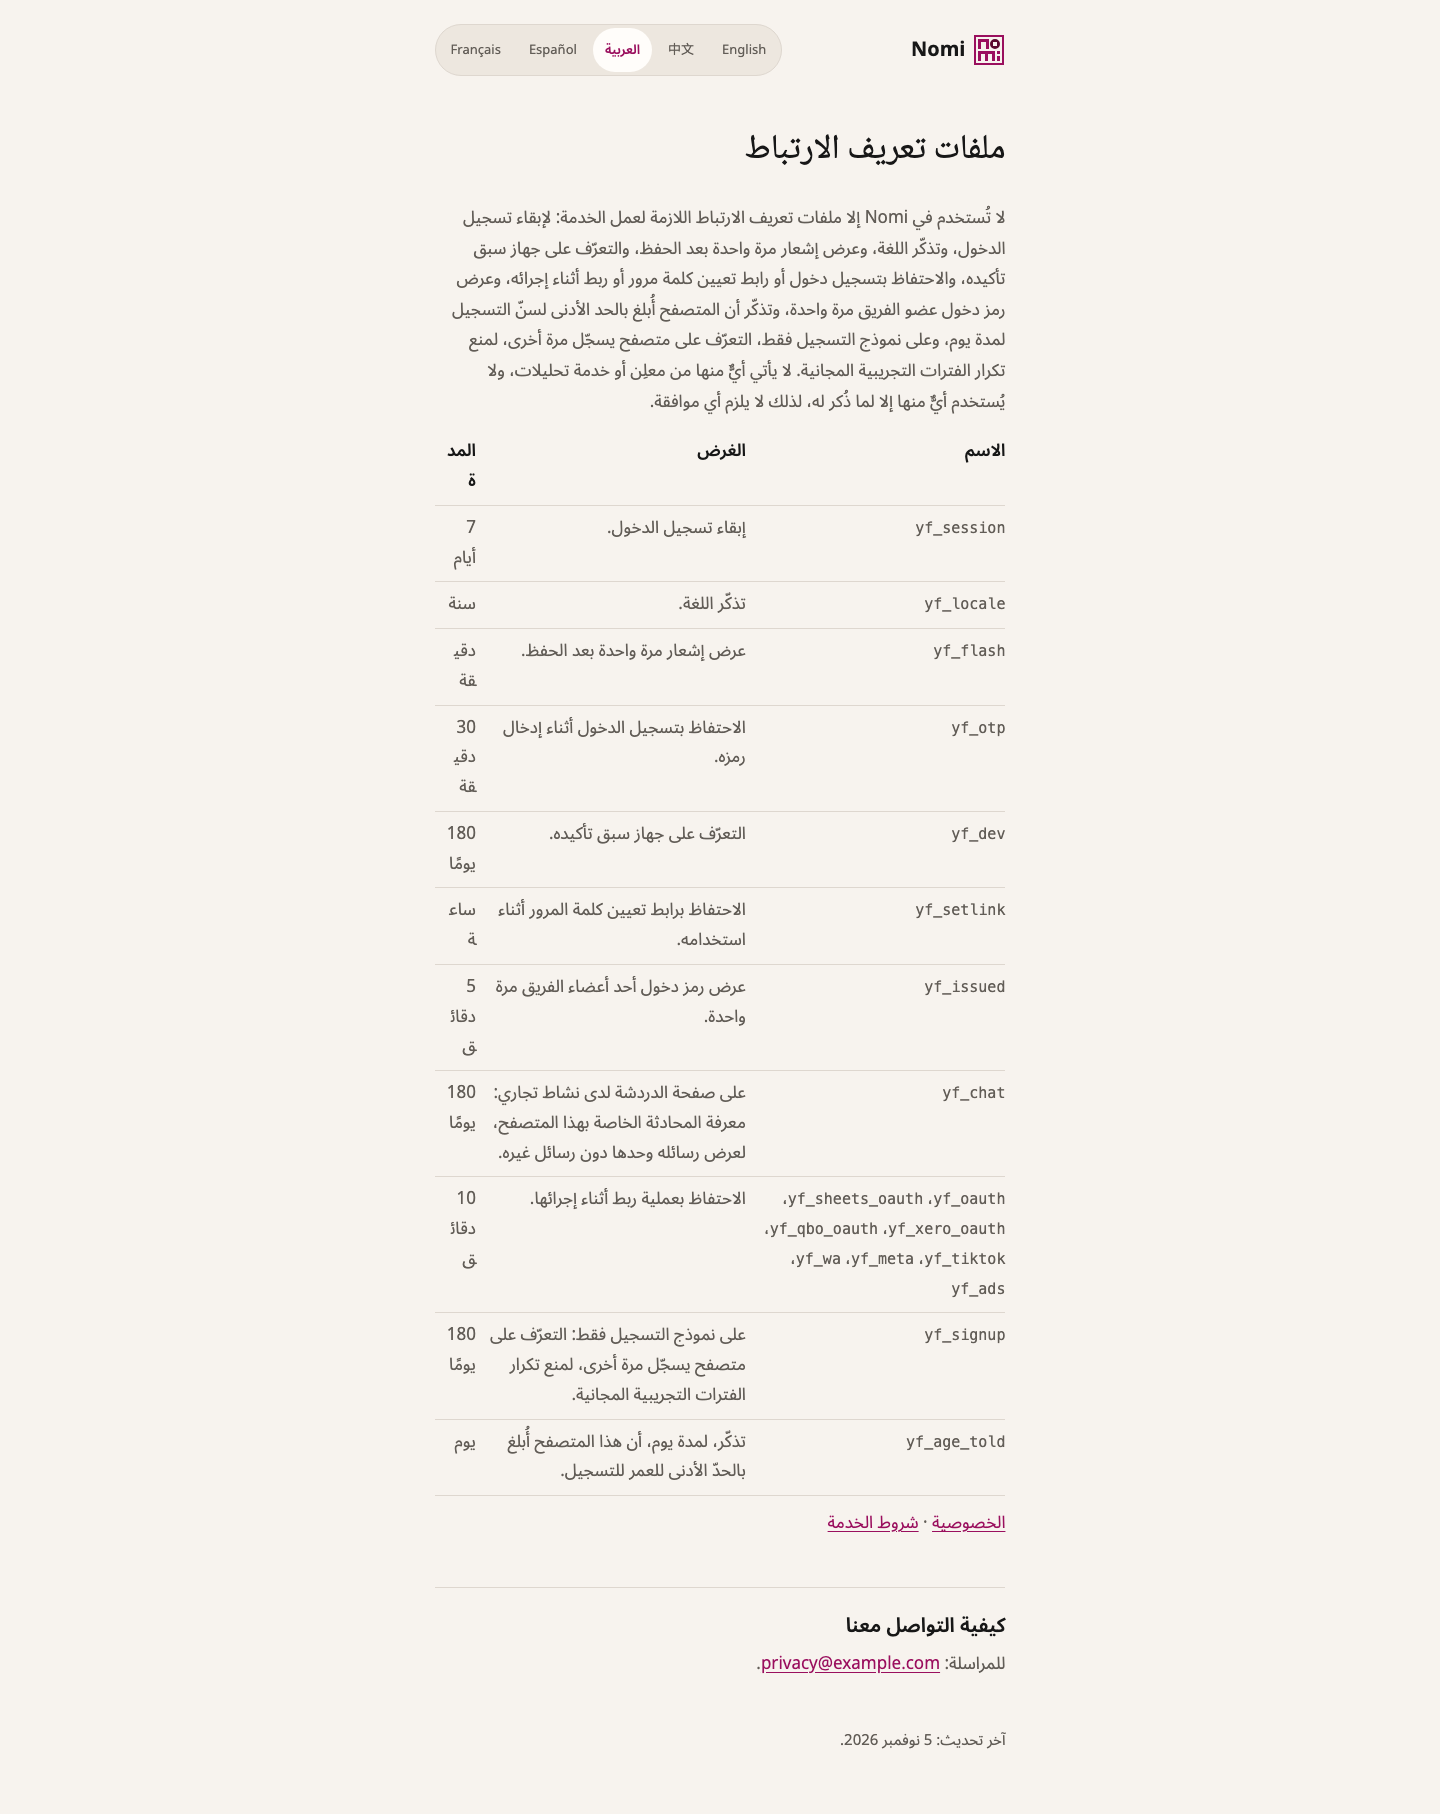 Nomi
English 中文 العربية Español Français
ملفات تعريف الارتباط
لا تُستخدم في Nomi إلا ملفات تعريف الارتباط اللازمة لعمل الخدمة: لإبقاء تسجيل
الدخول، وتذكّر اللغة، وعرض إشعار مرة واحدة بعد الحفظ، والتعرّف على جهاز سبق
تأكيده، والاحتفاظ بتسجيل دخول أو رابط تعيين كلمة مرور أو ربط أثناء إجرائه، وعرض
رمز دخول عضو الفريق مرة واحدة، وتذكّر أن المتصفح أُبلغ بالحد الأدنى لسنّ التسجيل
لمدة يوم، وعلى نموذج التسجيل فقط، التعرّف على متصفح يسجّل مرة أخرى، لمنع
تكرار الفترات التجريبية المجانية. لا يأتي أيٌّ منها من معلِن أو خدمة تحليلات، ولا
يُستخدم أيٌّ منها إلا لما ذُكر له، لذلك لا يلزم أي موافقة.
الاسم الغرض المد
ة
yf_session إبقاء تسجيل الدخول. 7
أيام
yf_locale تذكّر اللغة. سنة
yf_flash عرض إشعار مرة واحدة بعد الحفظ. دقي
قة
yf_otp الاحتفاظ بتسجيل الدخول أثناء إدخال 30
رمزه. دقي
قة
yf_dev التعرّف على جهاز سبق تأكيده. 180
يومًا
yf_setlink الاحتفاظ برابط تعيين كلمة المرور أثناء ساع
استخدامه. ة
yf_issued عرض رمز دخول أحد أعضاء الفريق مرة 5
واحدة. دقائ
ق
yf_chat على صفحة الدردشة لدى نشاط تجاري: 180
معرفة المحادثة الخاصة بهذا المتصفح، يومًا
لعرض رسائله وحدها دون رسائل غيره.
yf_oauth، yf_sheets_oauth، الاحتفاظ بعملية ربط أثناء إجرائها. 10
yf_xero_oauth، yf_qbo_oauth، دقائ
yf_tiktok، yf_meta، yf_wa، ق
yf_ads
yf_signup على نموذج التسجيل فقط: التعرّف على 180
متصفح يسجّل مرة أخرى، لمنع تكرار يومًا
الفترات التجريبية المجانية.
yf_age_told تذكّر، لمدة يوم، أن هذا المتصفح أُبلغ يوم
بالحدّ الأدنى للعمر للتسجيل.
الخصوصية · شروط الخدمة
كيفية التواصل معنا
للمراسلة: privacy@example.com.
آخر تحديث: 5 نوفمبر 2026.